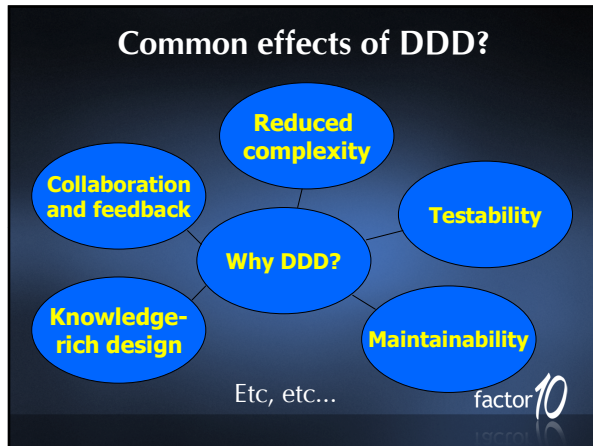 Common effects of DDD?
Reduced
complexity
Collaboration
and feedback
Testability
Why DDD?
Knowledge-
rich design
Maintainability
Etc, etc...
factor10